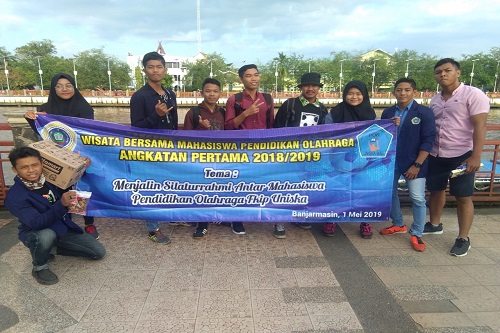 WISATA BERSAMA MAHASISWA PENDIDIKAN OLAHRAGA
ANGKATAN PERTAMA 2018/2019
Tema :
Menjalin Silaturrahmi Antar Mahasiswa
Pendidikan Olahraga Fkip Uniska
Banjarmasin, 1 Mei 2019